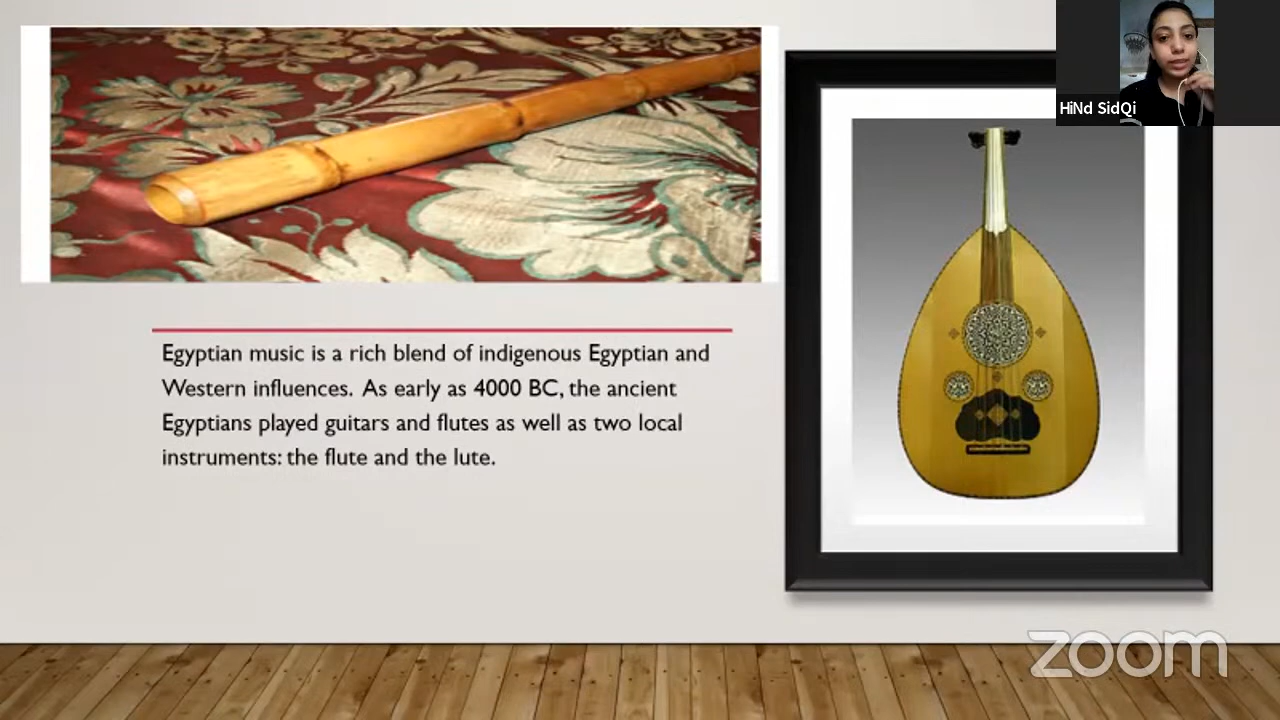 HiNd SidQi
Egyptian music is a rich blend of indigenous Egyptian and
Western influences. As early as 4000 BC, the ancient
Egyptians played guitars and flutes as well as two local
instruments: the flute and the lute.
zoom